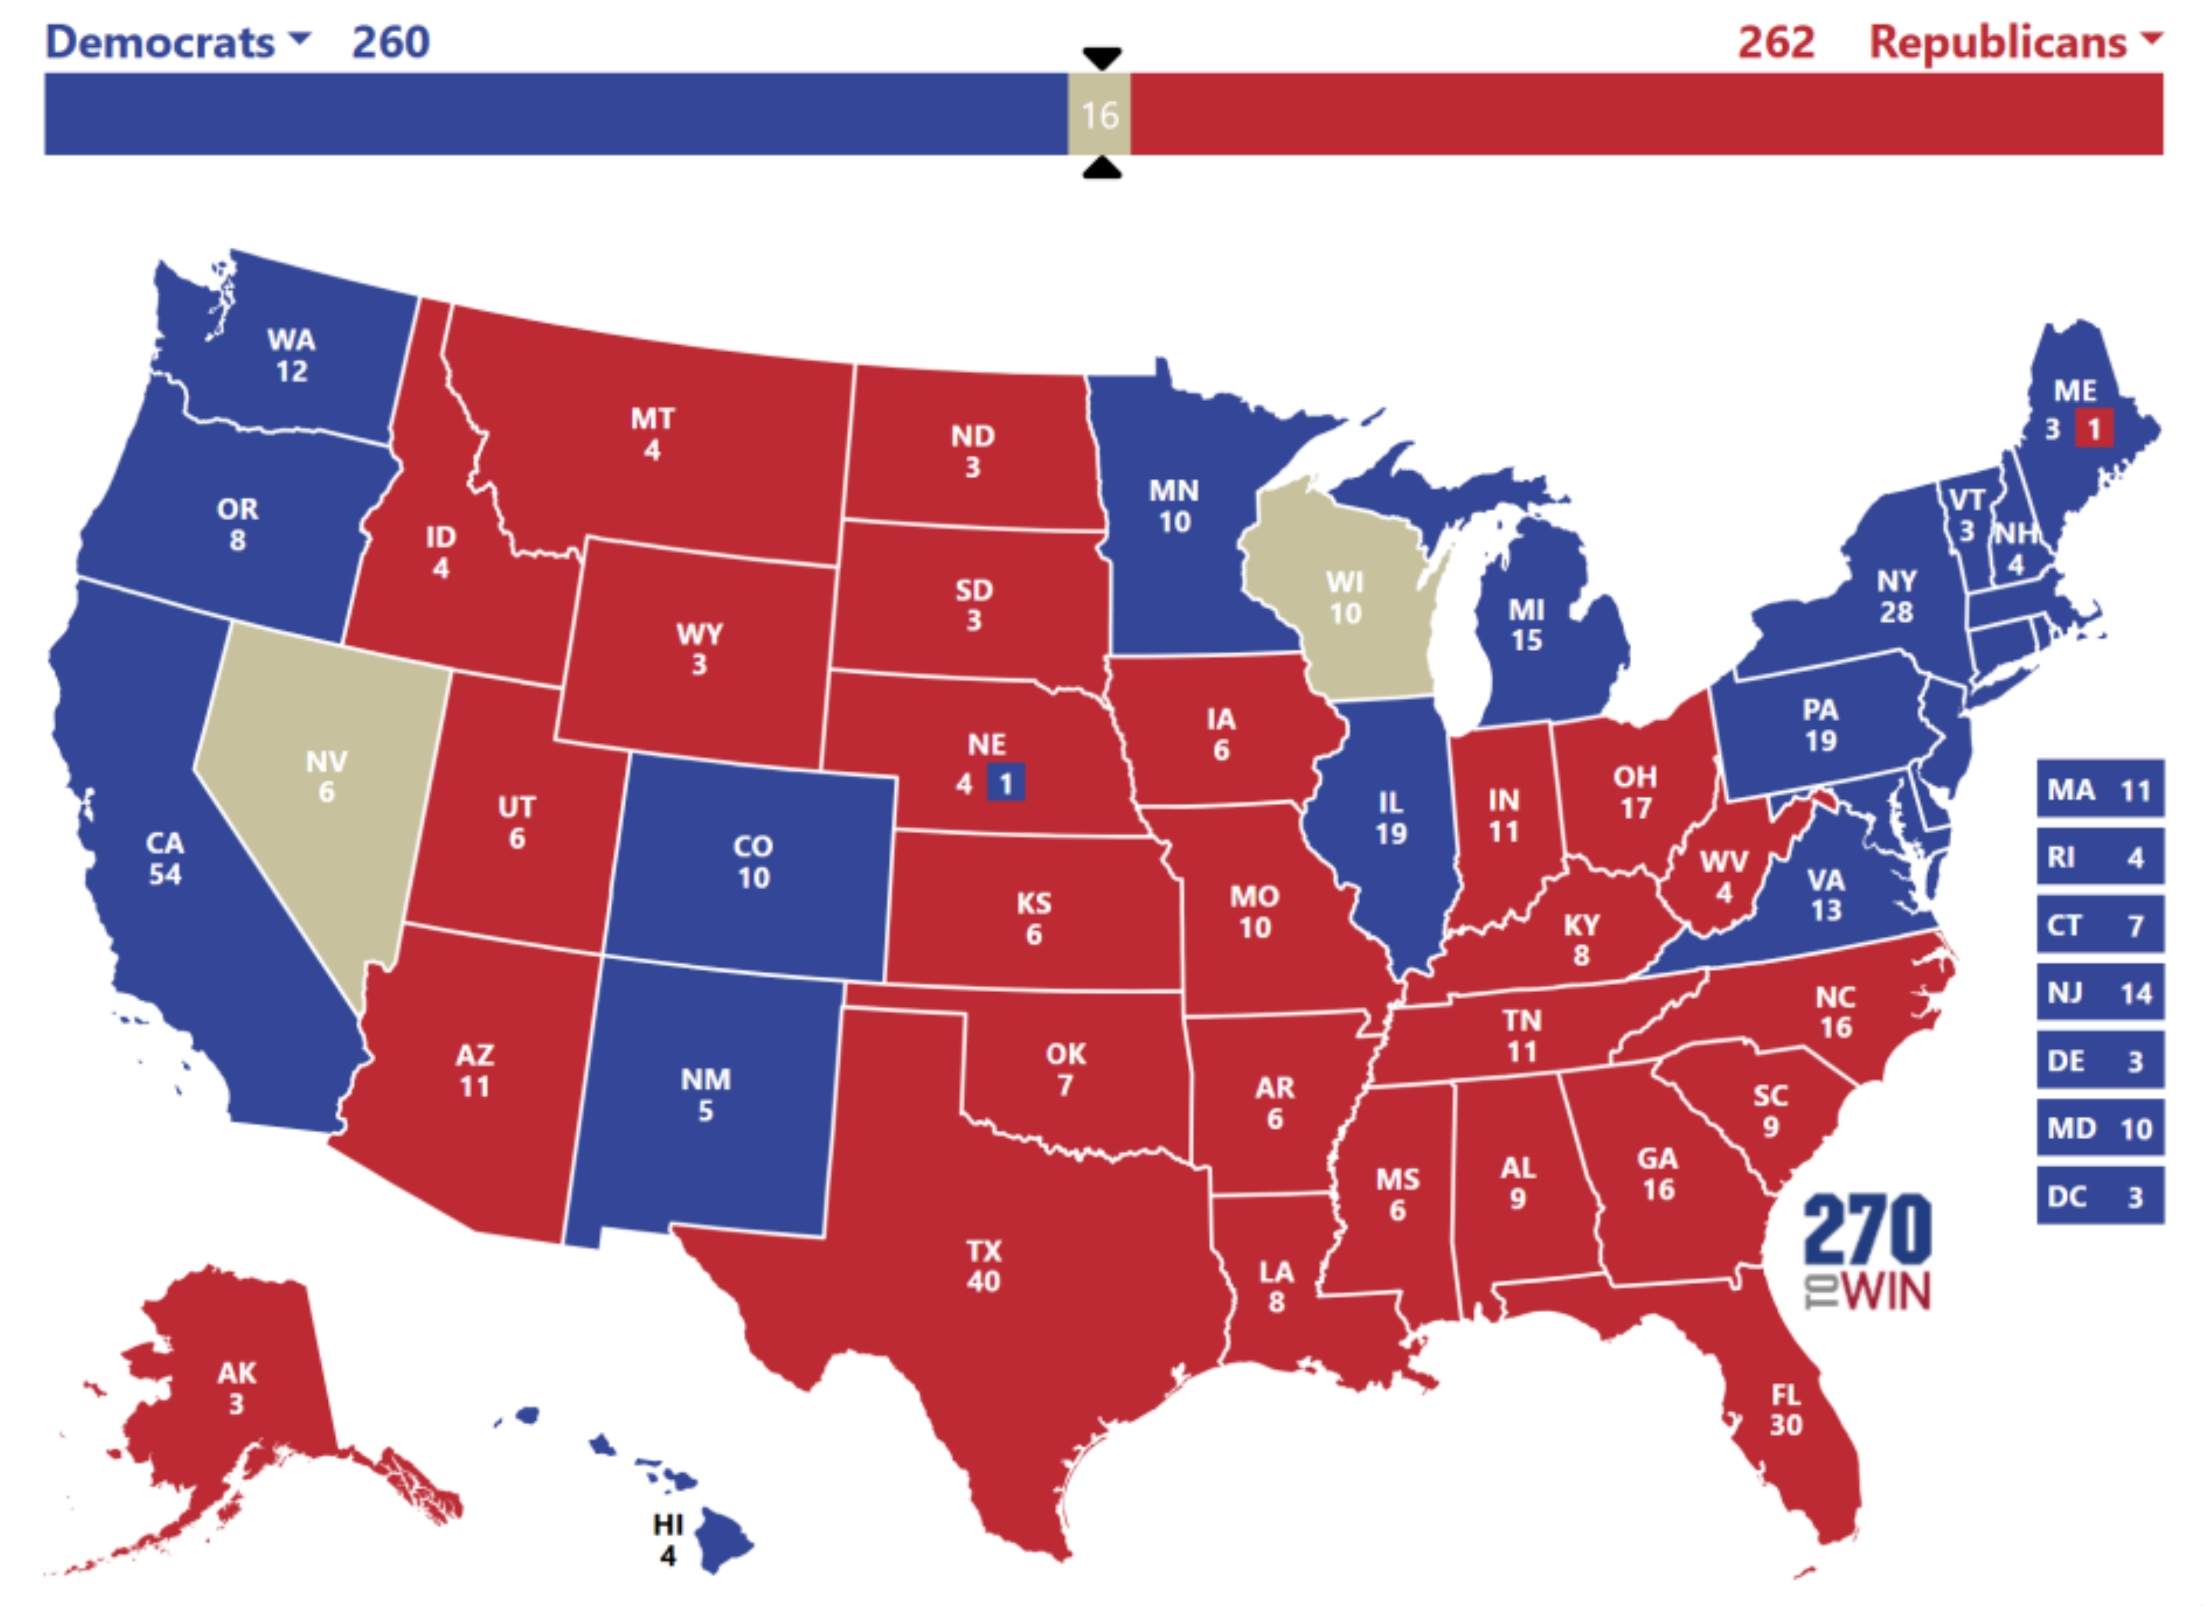 Democrats 260
262 Republicans
16
WA
12
MT
4
ND
3
MN
10
ME
3 1
OR
8
ID
4
VT
3
NH
4
SD
3
WI
10
NY
28
MI
15
WY
3
IA
6
PA
19
NE
4 1
NV
6
UT
6
OH
17
IN
11
IL
19
MA 11
CA
54
CO
10
RI 4
WV
4
VA
13
KS
6
MO
10
KY
8
CT 7
NJ 14
NC
16
TN
11
AZ
11
OK
7
NM
5
AR
6
DE 3
SC
9
MD 10
MS
6
AL
9
GA
16
DC 3
270
TO WIN
TX
40
LA
8
AK
3
FL
30
HI
4